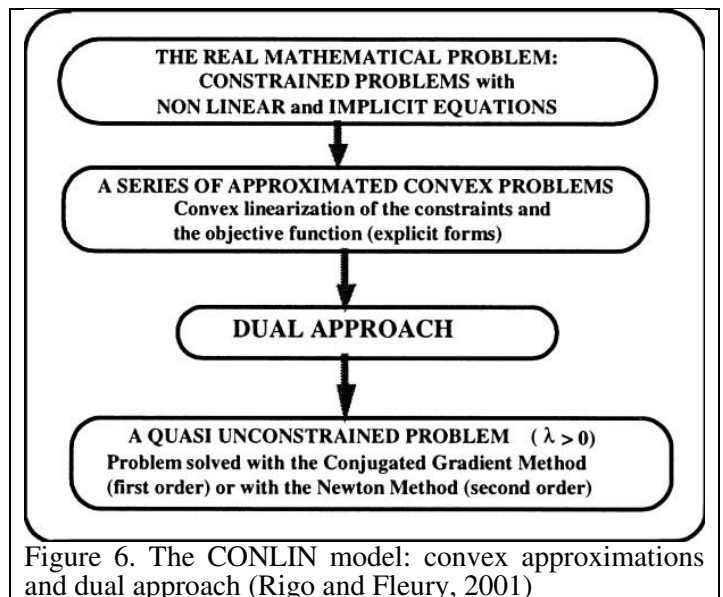 THE REAL MATHEMATICAL PROBLEM:
CONSTRAINED PROBLEMS with
NON LINEAR and IMPLICIT EQUATIONS
A SERIES OF APPROXIMATED CONVEX PROBLEMS
Convex linearization of the constraints and
the objective function (explicit forms)
DUAL APPROACH
A QUASI UNCONSTRAINED PROBLEM ( λ > 0)
Problem solved with the Conjugated Gradient Method
(first order) or with the Newton Method (second order)
Figure 6. The CONLIN model: convex approximations
and dual approach (Rigo and Fleury, 2001)